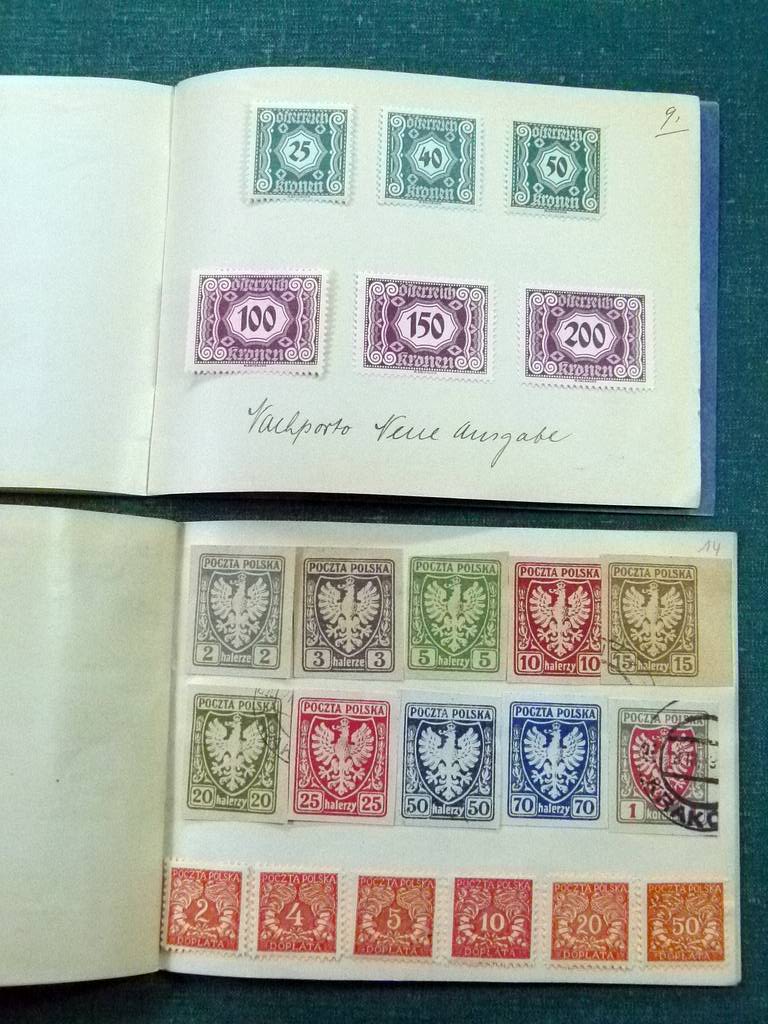 9.
Österreich Österreich Österreich
25 40 50
Kronen Kronen Kronen
Österreich Österreich Österreich
100 150 200
Kronen Kronen Kronen
Nachporto Neue Ausgabe
14
POCZTA POLSKA POCZTA POLSKA POCZTA POLSKA POCZTA POLSKA POCZTA POLSKA
2 halerze 2 3 halerze 3 5 halerzy 5 10 halerzy 10 15 halerzy 15
POCZTA POLSKA POCZTA POLSKA POCZTA POLSKA POCZTA POLSKA POCZTA POLSKA
20 halerzy 20 25 halerzy 25 50 halerzy 50 70 halerzy 70 1
POCZTA POLSKA POCZTA POLSKA POCZTA POLSKA POCZTA POLSKA POCZTA POLSKA POCZTA POLSKA
2 4 5 10 20 50
DOPŁATA DOPŁATA DOPŁATA DOPŁATA DOPŁATA DOPŁATA